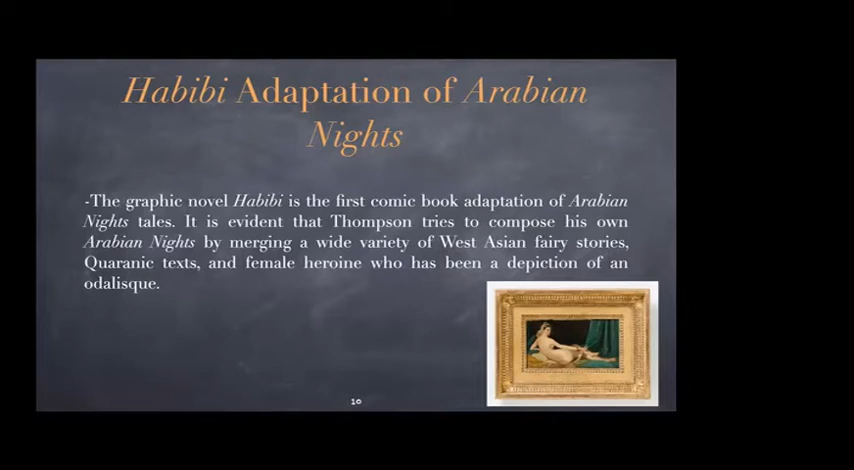 Habibi Adaptation of Arabian
Nights
-The graphic novel Habibi is the first comic book adaptation of Arabian
Nights tales. It is evident that Thompson tries to compose his own
Arabian Nights by merging a wide variety of West Asian fairy stories,
Quaranic texts, and female heroine who has been a depiction of an
odalisque.
10